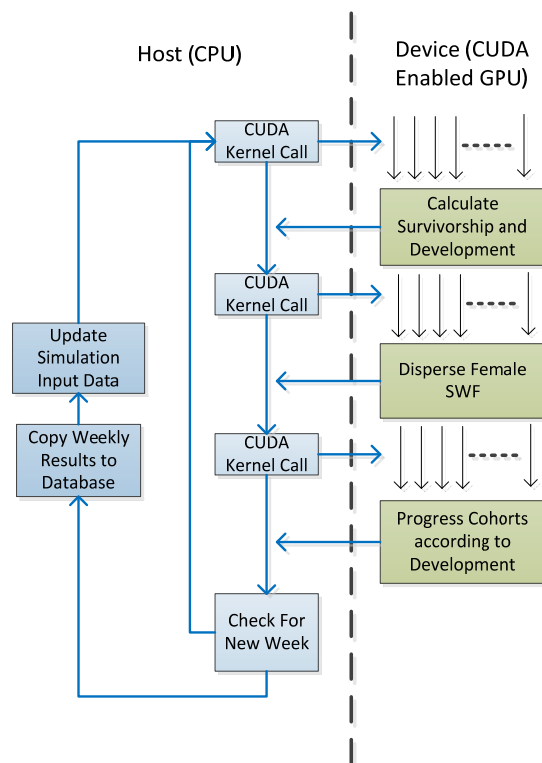 Host (CPU)
Device (CUDA
Enabled GPU)
CUDA
Kernel Call
Calculate
Survivorship and
Development
CUDA
Kernel Call
Update
Simulation
Input Data
Disperse Female
SWF
Copy Weekly
Results to
Database
CUDA
Kernel Call
Progress Cohorts
according to
Development
Check For
New Week